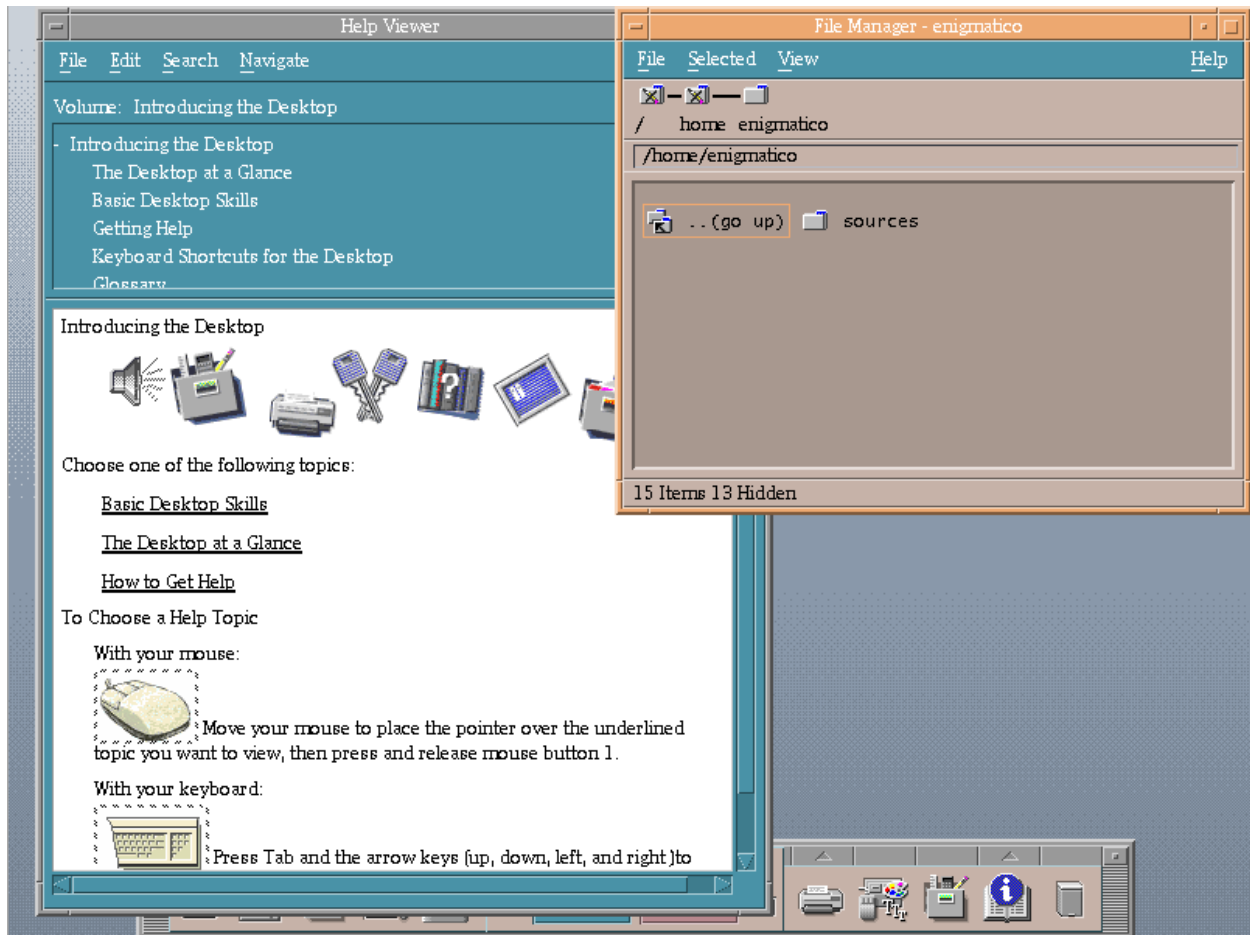 Help Viewer
File Edit Search Navigate
Volume: Introducing the Desktop
- Introducing the Desktop
The Desktop at a Glance
Basic Desktop Skills
Getting Help
Keyboard Shortcuts for the Desktop
Glossary
Introducing the Desktop
Choose one of the following topics:
Basic Desktop Skills
The Desktop at a Glance
How to Get Help
To Choose a Help Topic
With your mouse:
Move your mouse to place the pointer over the underlined
topic you want to view, then press and release mouse button 1.
With your keyboard:
Press Tab and the arrow keys (up, down, left, and right )to
File Manager - enigmatico
File Selected View Help
/ home enigmatico
/home/enigmatico
..(go up) sources
15 Items 13 Hidden